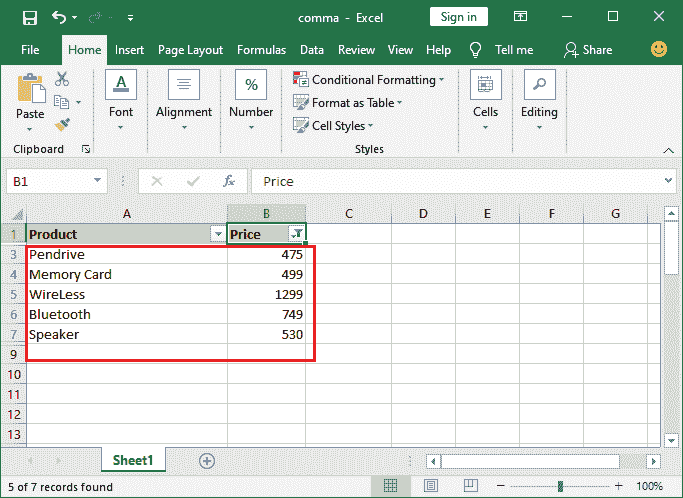 comma - Excel
Sign in
File Home Insert Page Layout Formulas Data Review View Help Tell me Share
Paste
Clipboard
A
Font
Alignment
%
Number
Conditional Formatting
Format as Table
Cell Styles
Styles
Cells
Editing
B1 fx Price
A B C D E F G
1 Product Price
3 Pendrive 475
4 Memory Card 499
5 WireLess 1299
6 Bluetooth 749
7 Speaker 530
9
10
11
12
13
Sheet1
5 of 7 records found 100%